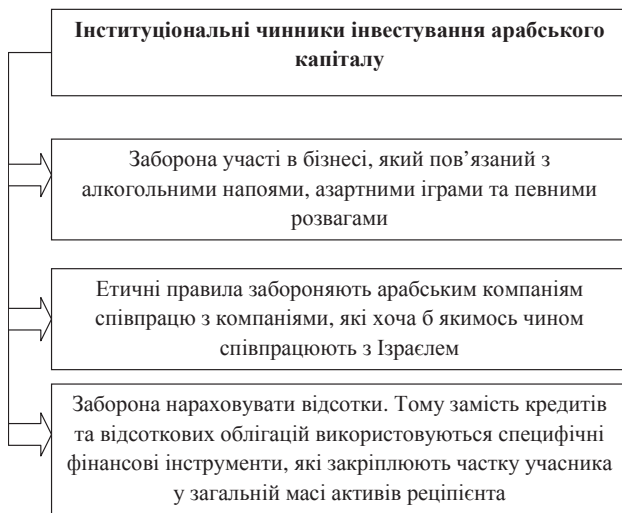 Інституціональні чинники інвестування арабського
капіталу
Заборона участі в бізнесі, який пов’язаний з
алкогольними напоями, азартними іграми та певними
розвагами
Етичні правила забороняють арабським компаніям
співпрацю з компаніями, які хоча б якимось чином
співпрацюють з Ізраєлем
Заборона нараховувати відсотки. Тому замість кредитів
та відсоткових облігацій використовуються специфічні
фінансові інструменти, які закріплюють частку учасника
у загальній масі активів реціпієнта